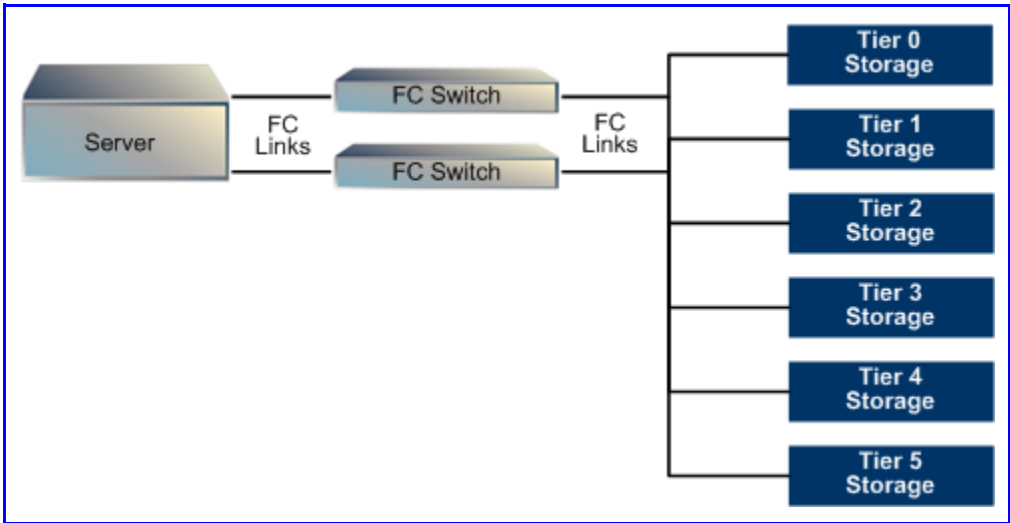 Server
FC
Links
FC Switch
FC Switch
FC
Links
Tier 0
Storage
Tier 1
Storage
Tier 2
Storage
Tier 3
Storage
Tier 4
Storage
Tier 5
Storage